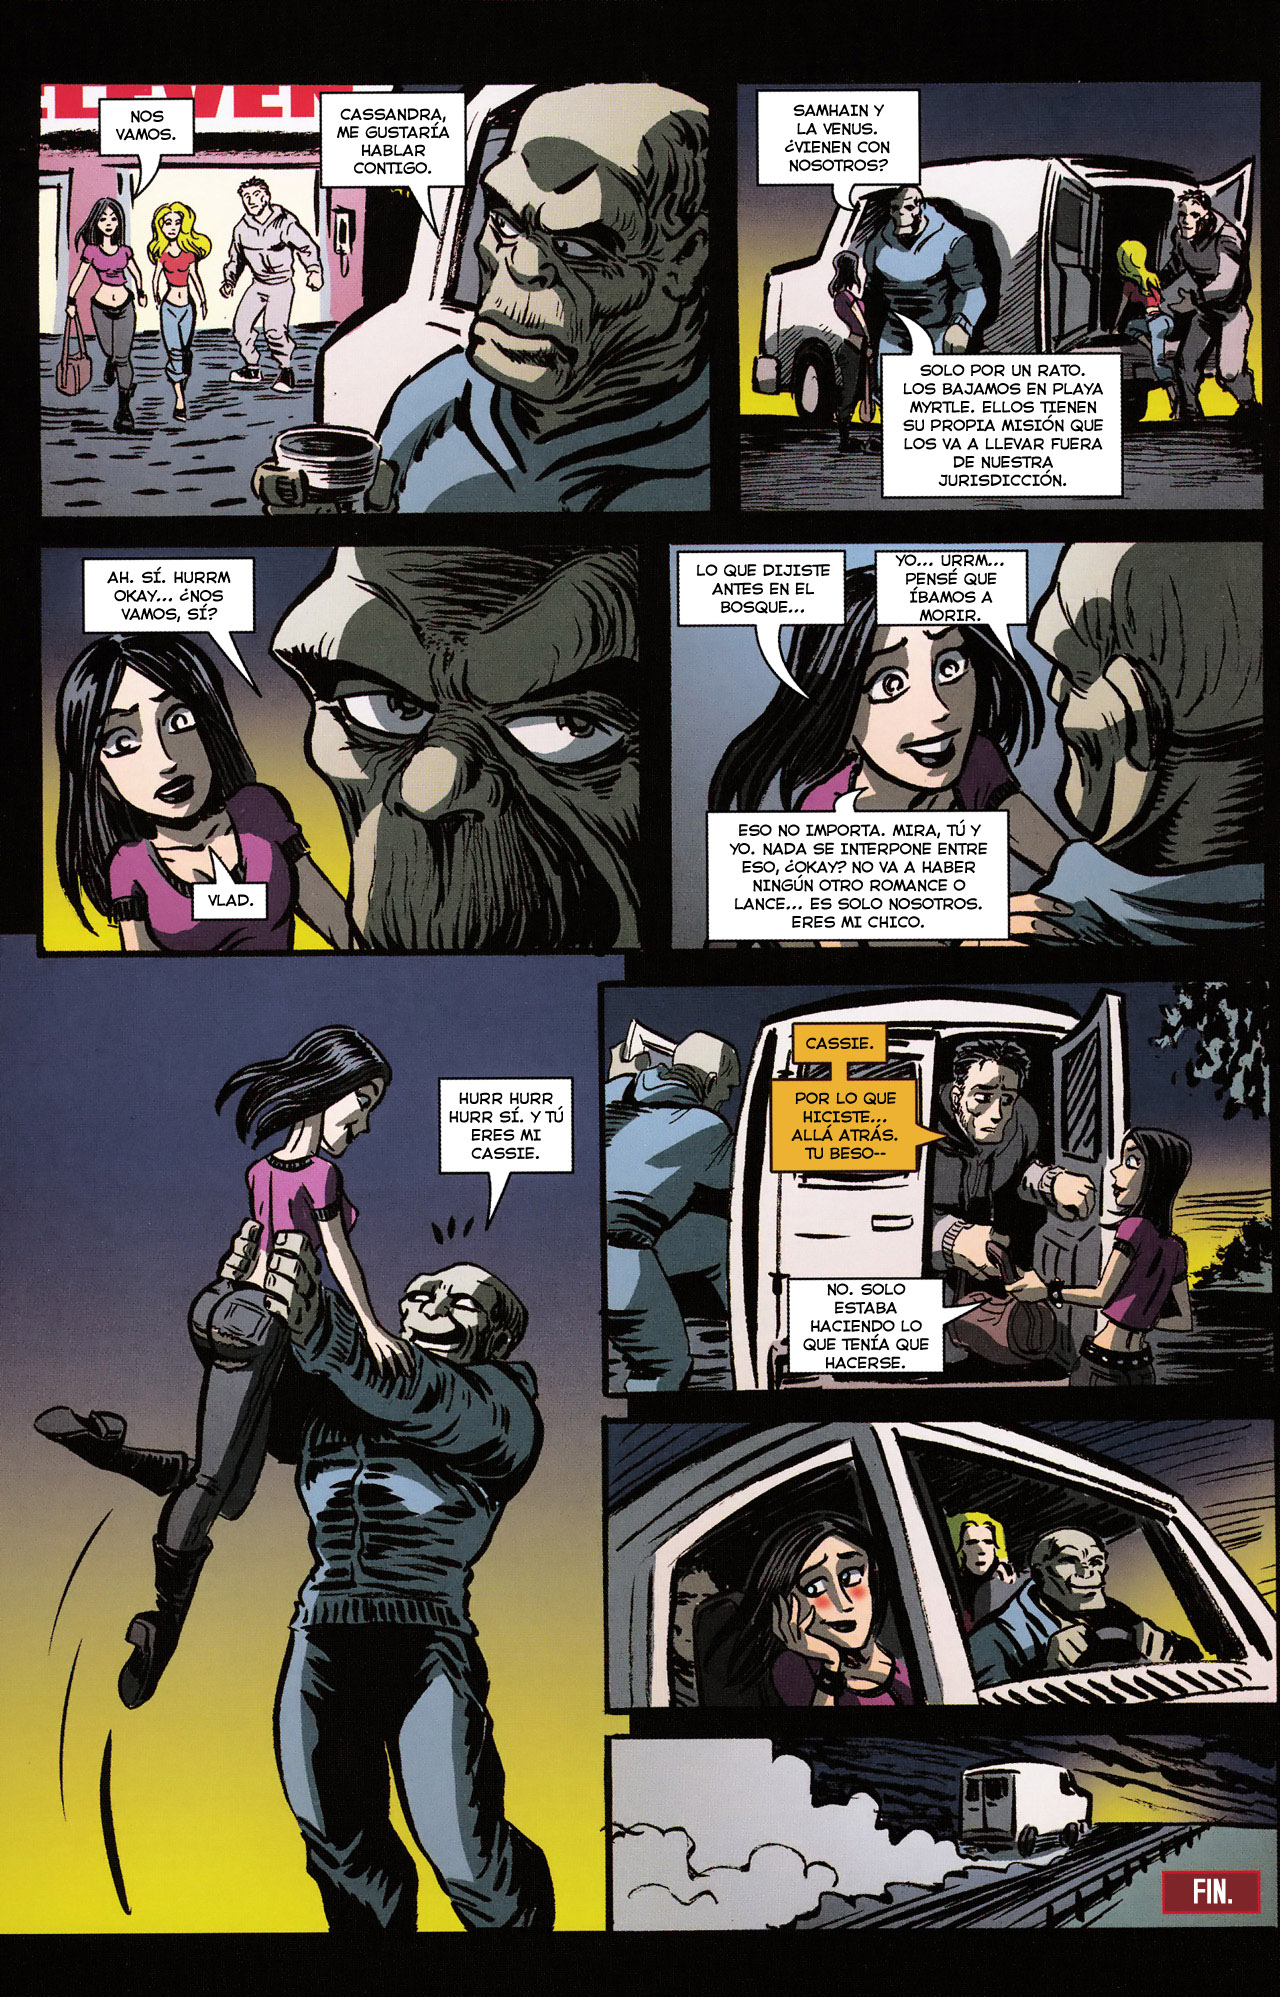 ELEVEN
NOS
VAMOS.
CASSANDRA,
ME GUSTARÍA
HABLAR
CONTIGO.
SAMHAIN Y
LA VENUS.
¿VIENEN CON
NOSOTROS?
SOLO POR UN RATO.
LOS BAJAMOS EN PLAYA
MYRTLE. ELLOS TIENEN
SU PROPIA MISIÓN QUE
LOS VA A LLEVAR FUERA
DE NUESTRA
JURISDICCIÓN.
AH. SÍ. HURRM
OKAY... ¿NOS
VAMOS, SÍ?
VLAD.
LO QUE DIJISTE
ANTES EN EL
BOSQUE...
YO... URRM...
PENSÉ QUE
ÍBAMOS A
MORIR.
ESO NO IMPORTA. MIRA, TÚ Y
YO. NADA SE INTERPONE ENTRE
ESO, ¿OKAY? NO VA A HABER
NINGÚN OTRO ROMANCE O
LANCE... ES SOLO NOSOTROS.
ERES MI CHICO.
HURR HURR
HURR SÍ. Y TÚ
ERES MI
CASSIE.
CASSIE.
POR LO QUE
HICISTE...
ALLÁ ATRÁS.
TU BESO--
NO. SOLO
ESTABA
HACIENDO LO
QUE TENÍA QUE
HACERSE.
FIN.